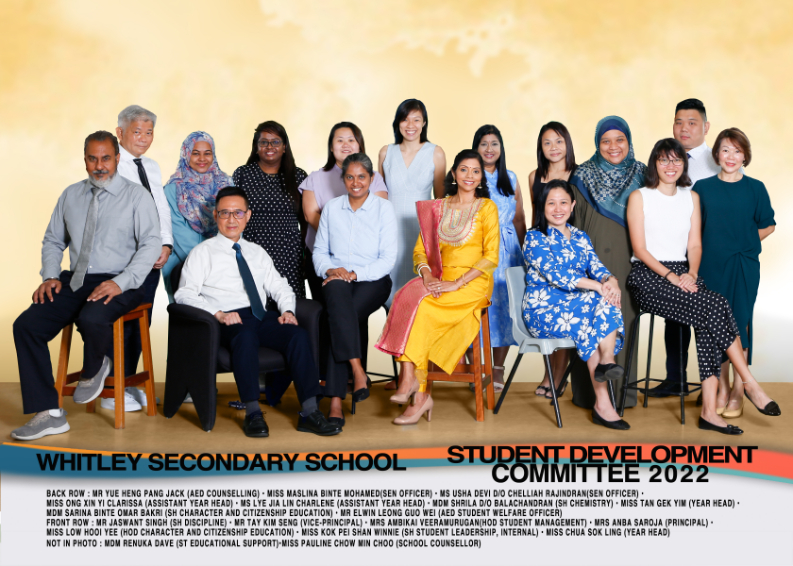 WHITLEY SECONDARY SCHOOL
STUDENT DEVELOPMENT
COMMITTEE 2022
BACK ROW : MR YUE HENG PANG JACK (AED COUNSELLING) • MISS MASLINA BINTE MOHAMED(SEN OFFICER) • MS USHA DEVI D/O CHELLIAH RAJINDRAN(SEN OFFICER) •
MISS ONG XIN YI CLARISSA (ASSISTANT YEAR HEAD) • MS LYE JIA LIN CHARLENE (ASSISTANT YEAR HEAD) • MDM SHRILA D/O BALACHANDRAN (SH CHEMISTRY) • MISS TAN GEK YIM (YEAR HEAD) •
MDM SARINA BINTE OMAR BAKRI (SH CHARACTER AND CITIZENSHIP EDUCATION) • MR ELWIN LEONG GUO WEI (AED STUDENT WELFARE OFFICER)
FRONT ROW : MR JASWANT SINGH (SH DISCIPLINE) • MR TAY KIM SENG (VICE-PRINCIPAL) • MRS AMBIKAI VEERAMURUGAN(HOD STUDENT MANAGEMENT) • MRS ANBA SAROJA (PRINCIPAL) •
MISS LOW HOOI YEE (HOD CHARACTER AND CITIZENSHIP EDUCATION) • MISS KOK PEI SHAN WINNIE (SH STUDENT LEADERSHIP, INTERNAL) • MISS CHUA SOK LING (YEAR HEAD)
NOT IN PHOTO : MDM RENUKA DAVE (ST EDUCATIONAL SUPPORT)-MISS PAULINE CHOW MIN CHOO (SCHOOL COUNSELLOR)